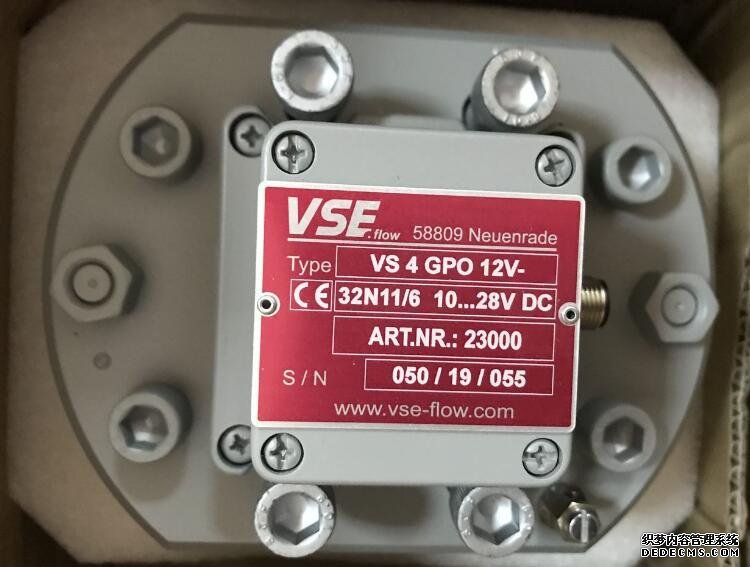 VSE.flow 58809 Neuenrade
Type VS 4 GPO 12V-
CE 32N11/6 10...28V DC
ART.NR.: 23000
S / N 050 / 19 / 055
www.vse-flow.com
织梦内容管理系统
DEDECMS.COM